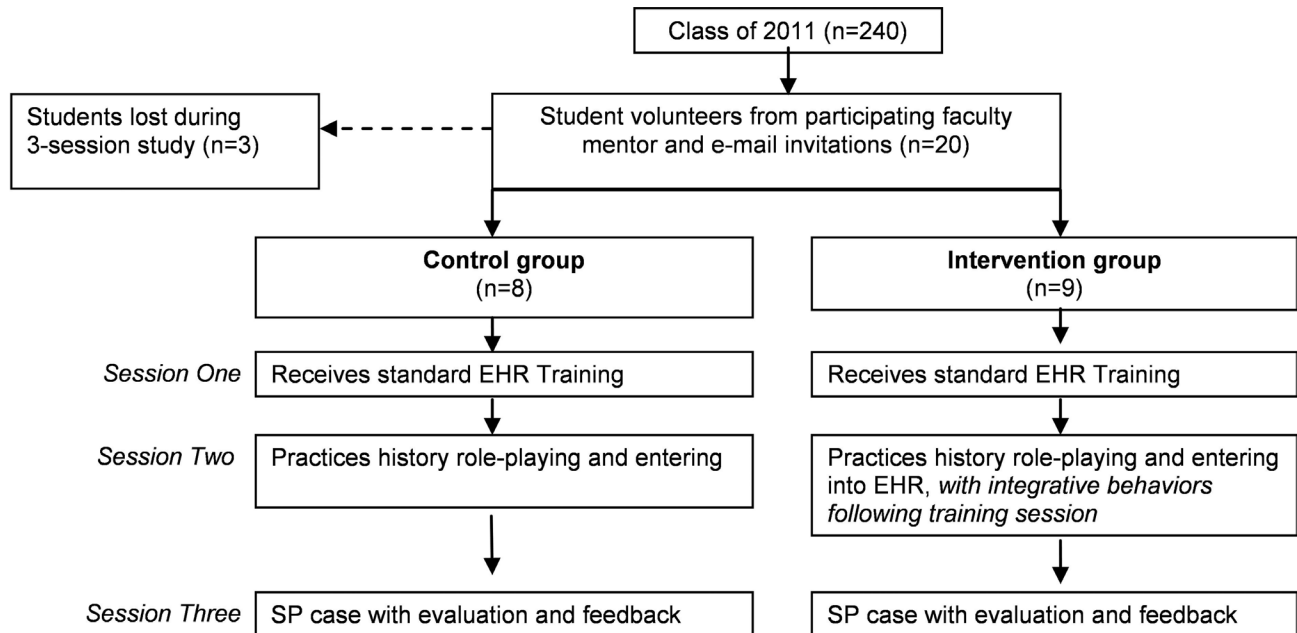 Class of 2011 (n=240)
Students lost during
3-session study (n=3)
Student volunteers from participating faculty
mentor and e-mail invitations (n=20)
Control group
(n=8)
Intervention group
(n=9)
Session One
Receives standard EHR Training
Receives standard EHR Training
Session Two
Practices history role-playing and entering
Practices history role-playing and entering
into EHR, with integrative behaviors
following training session
Session Three
SP case with evaluation and feedback
SP case with evaluation and feedback